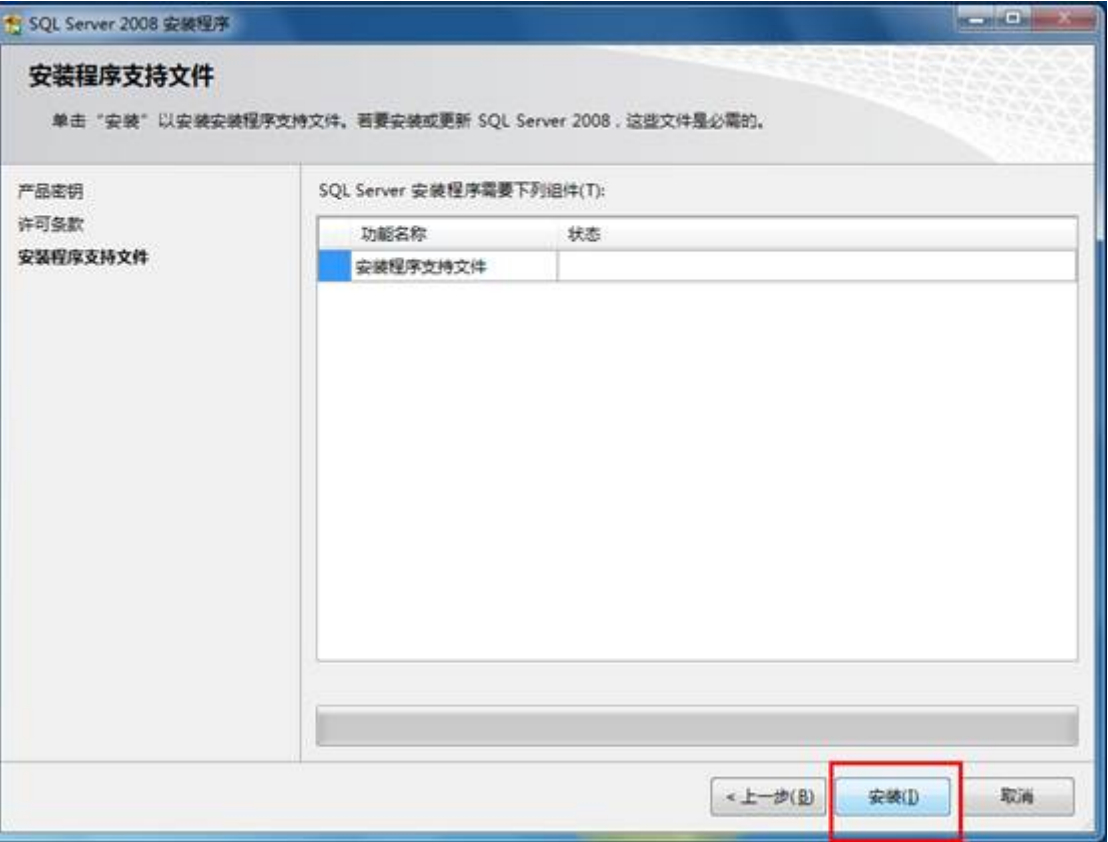 SQL Server 2008 安装程序
安装程序支持文件
单击“安装”以安装安装程序支持文件。若要安装或更新 SQL Server 2008，这些文件是必需的。
产品密钥
许可条款
安装程序支持文件
SQL Server 安装程序需要下列组件(T):
功能名称 状态
安装程序支持文件
< 上一步(B) 安装(I) 取消